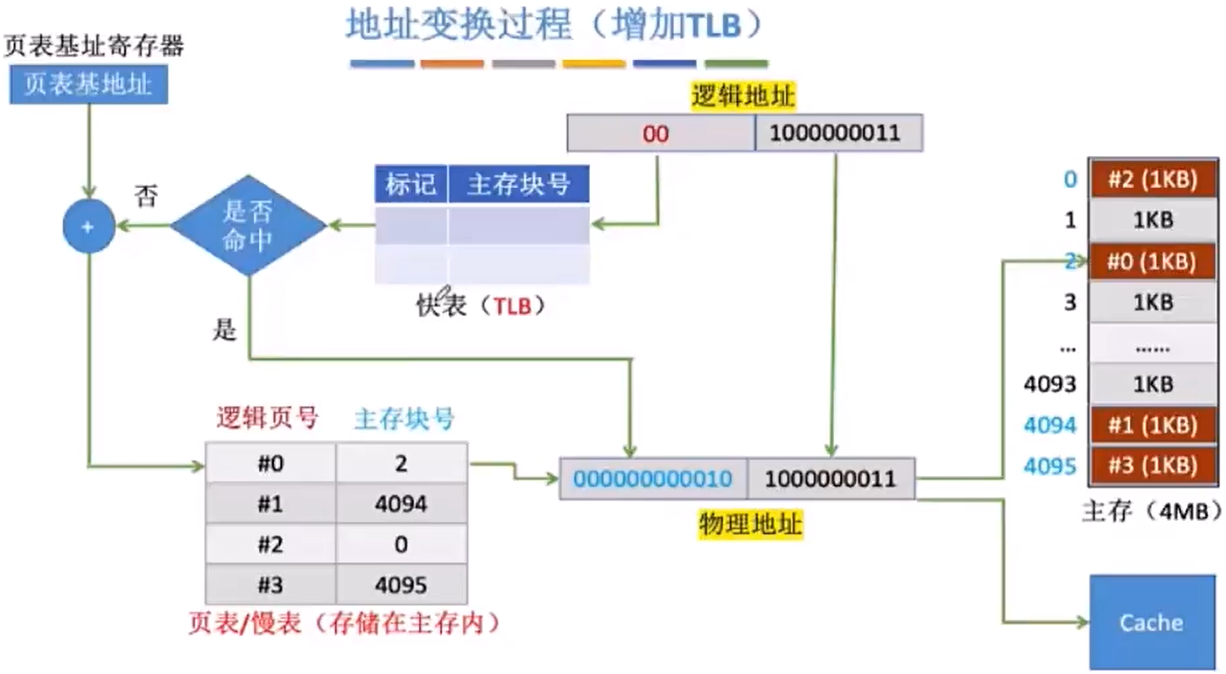 地址变换过程（增加TLB）
页表基址寄存器
页表基地址
逻辑地址
00 1000000011
标记 主存块号
否
是否
命中
+
快表（TLB）
是
0 #2 (1KB)
1 1KB
2 #0 (1KB)
3 1KB
... ......
4093 1KB
4094 #1 (1KB)
4095 #3 (1KB)
主存（4MB）
逻辑页号 主存块号
#0 2
#1 4094
#2 0
#3 4095
页表/慢表（存储在主存内）
000000000010 1000000011
物理地址
Cache